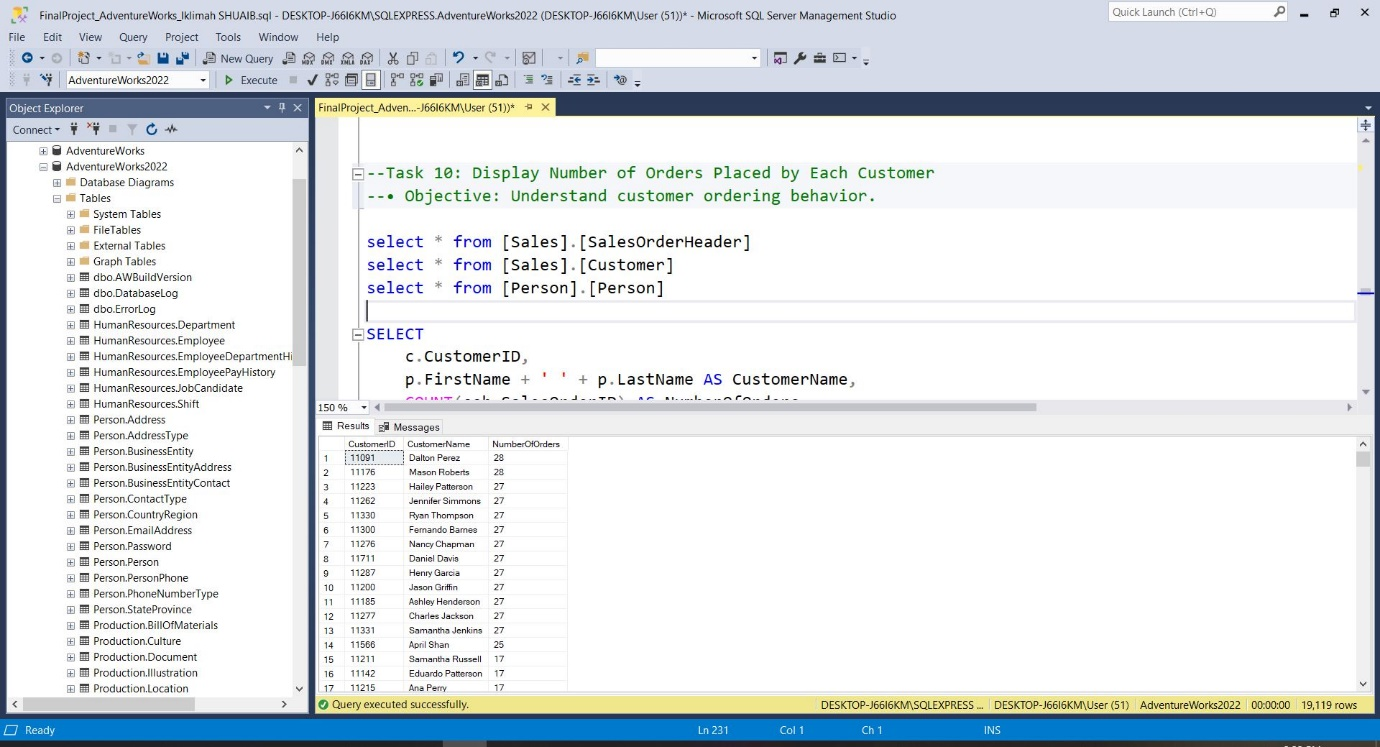 FinalProject_AdventureWorks_Iklimah SHUAIB.sql - DESKTOP-J66I6KM\SQLEXPRESS.AdventureWorks2022 (DESKTOP-J66I6KM\User (51))* - Microsoft SQL Server Management Studio
Quick Launch (Ctrl+Q)
File Edit View Query Project Tools Window Help
New Query
AdventureWorks2022 Execute
Object Explorer
Connect
AdventureWorks
AdventureWorks2022
Database Diagrams
Tables
System Tables
FileTables
External Tables
Graph Tables
dbo.AWBuildVersion
dbo.DatabaseLog
dbo.ErrorLog
HumanResources.Department
HumanResources.Employee
HumanResources.EmployeeDepartmentHi
HumanResources.EmployeePayHistory
HumanResources.JobCandidate
HumanResources.Shift
Person.Address
Person.AddressType
Person.BusinessEntity
Person.BusinessEntityAddress
Person.BusinessEntityContact
Person.ContactType
Person.CountryRegion
Person.EmailAddress
Person.Password
Person.Person
Person.PersonPhone
Person.PhoneNumberType
Person.StateProvince
Production.BillOfMaterials
Production.Culture
Production.Document
Production.Illustration
Production.Location
FinalProject_Adven...-J66I6KM\User (51))*
--Task 10: Display Number of Orders Placed by Each Customer
--• Objective: Understand customer ordering behavior.
select * from [Sales].[SalesOrderHeader]
select * from [Sales].[Customer]
select * from [Person].[Person]
SELECT
c.CustomerID,
p.FirstName + ' ' + p.LastName AS CustomerName,
150 %
Results Messages
CustomerID CustomerName NumberOfOrders
1 11091 Dalton Perez 28
2 11176 Mason Roberts 28
3 11223 Hailey Patterson 27
4 11262 Jennifer Simmons 27
5 11330 Ryan Thompson 27
6 11300 Fernando Barnes 27
7 11276 Nancy Chapman 27
8 11711 Daniel Davis 27
9 11287 Henry Garcia 27
10 11200 Jason Griffin 27
11 11185 Ashley Henderson 27
12 11277 Charles Jackson 27
13 11331 Samantha Jenkins 27
14 11566 April Shan 25
15 11211 Samantha Russell 17
16 11142 Eduardo Patterson 17
17 11215 Ana Perry 17
Query executed successfully. DESKTOP-J66I6KM\SQLEXPRESS ... DESKTOP-J66I6KM\User (51) AdventureWorks2022 00:00:00 19,119 rows
Ready Ln 231 Col 1 Ch 1 INS